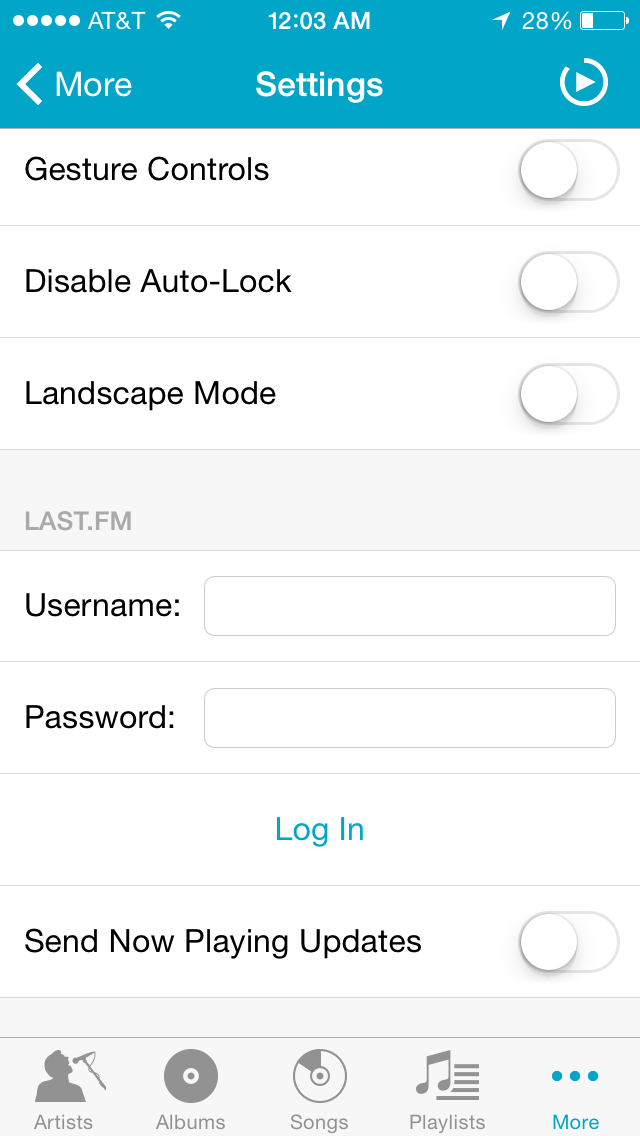 AT&T 12:03 AM 28%
More Settings
Gesture Controls
Disable Auto-Lock
Landscape Mode
LAST.FM
Username:
Password:
Log In
Send Now Playing Updates
Artists Albums Songs Playlists More